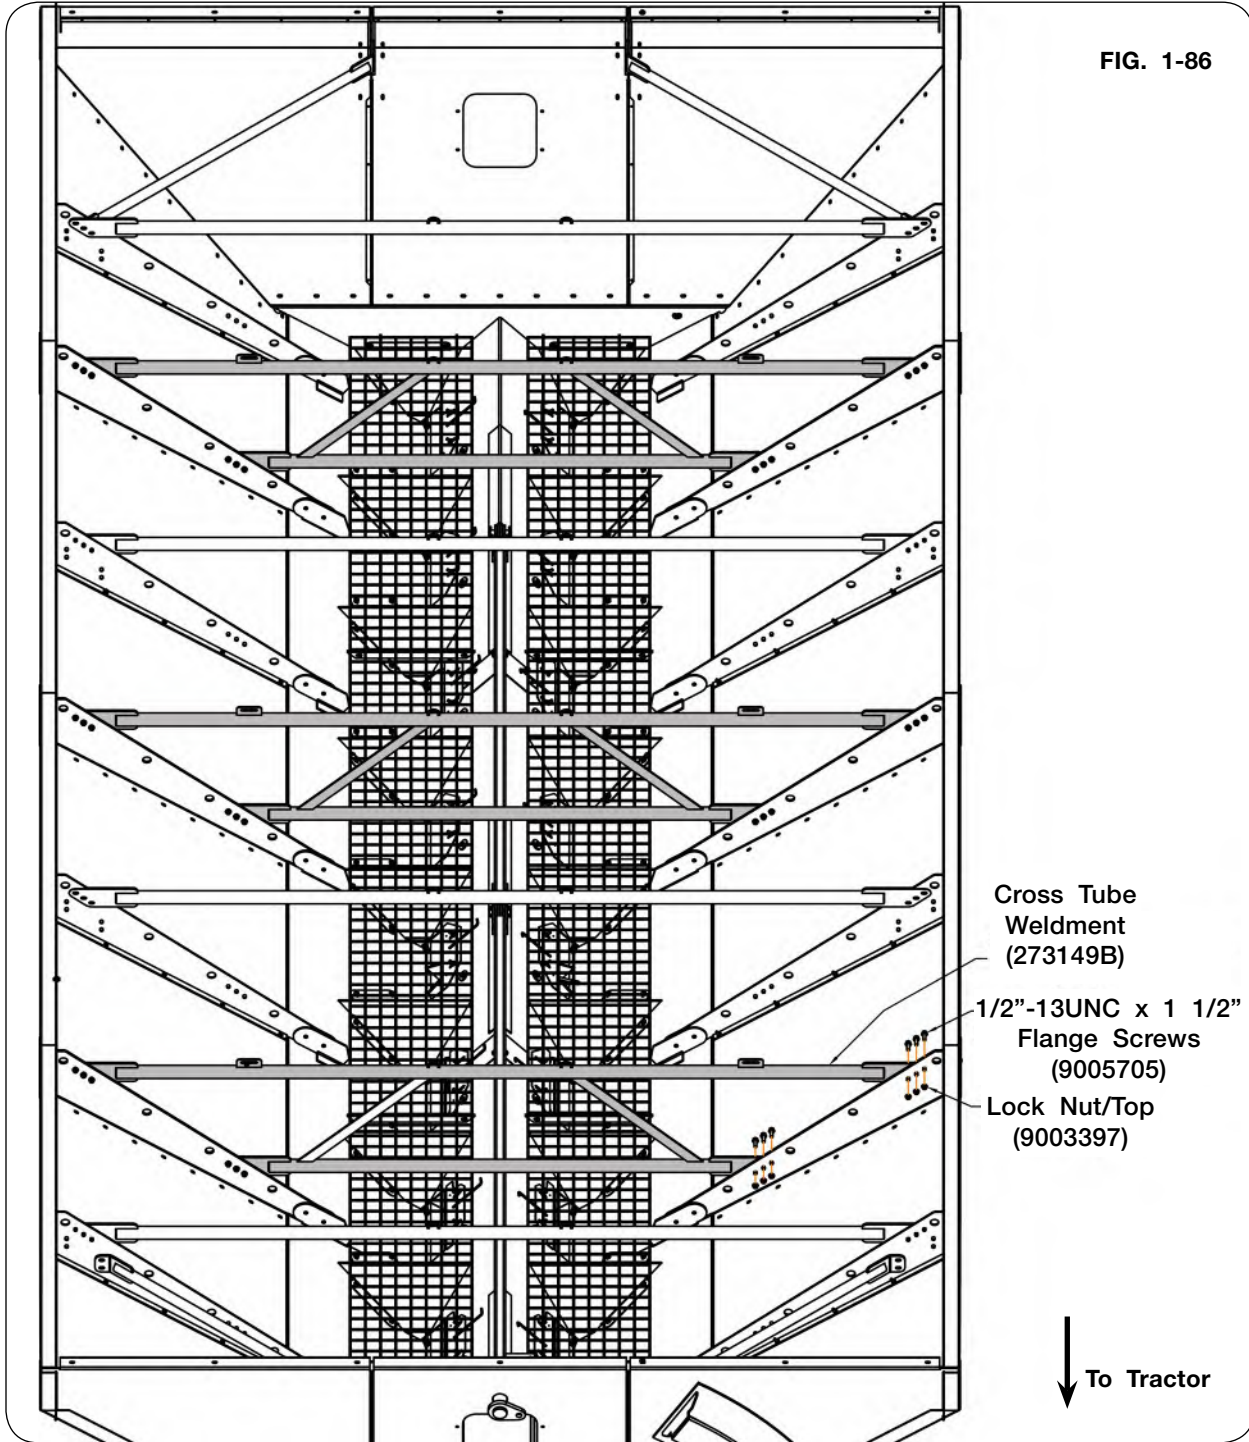 FIG. 1-86
Cross Tube
Weldment
(273149B)
1/2”-13UNC x 1 1/2”
Flange Screws
(9005705)
Lock Nut/Top
(9003397)
To Tractor